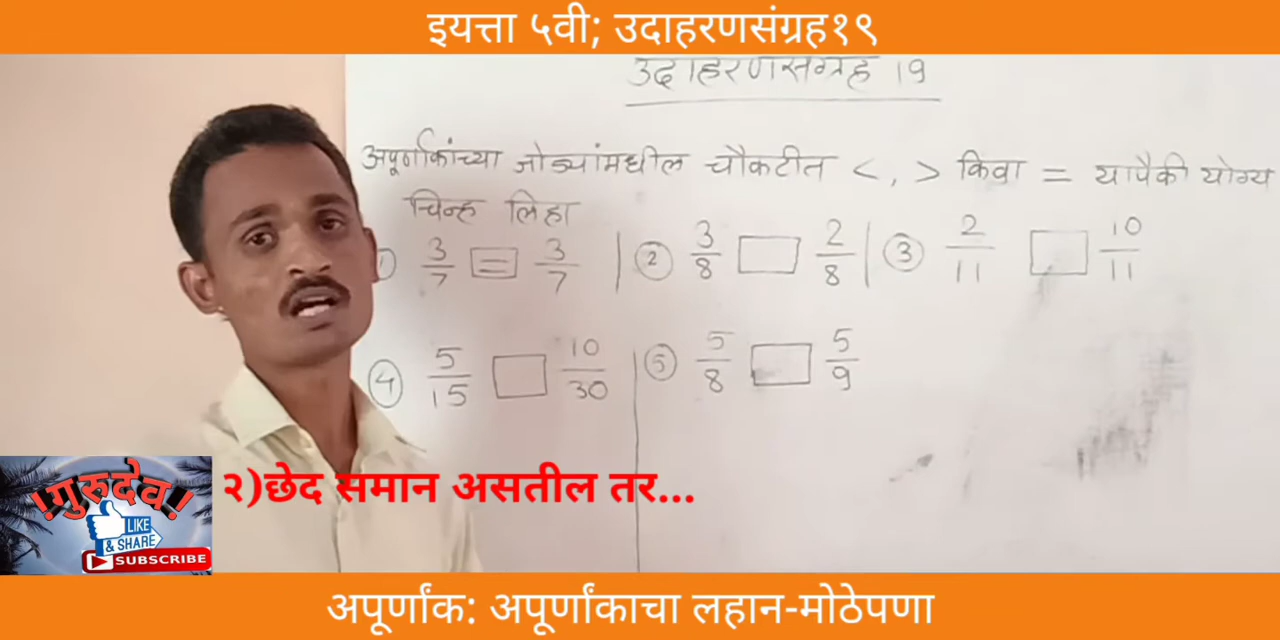 इयत्ता ५वी; उदाहरणसंग्रह१९
उदाहरणसंग्रह 19
अपूर्णांकांच्या जोड्यांमधील चौकटीत <, > किंवा = यापैकी योग्य
चिन्ह लिहा
1) 3/7 = 3/7 | ② 3/8 □ 2/8 | ③ 2/11 □ 10/11
④ 5/15 □ 10/30 | ⑤ 5/8 □ 5/9
!गुरुदेव!
LIKE
& SHARE
SUBSCRIBE
२)छेद समान असतील तर...
अपूर्णांक: अपूर्णांकाचा लहान-मोठेपणा